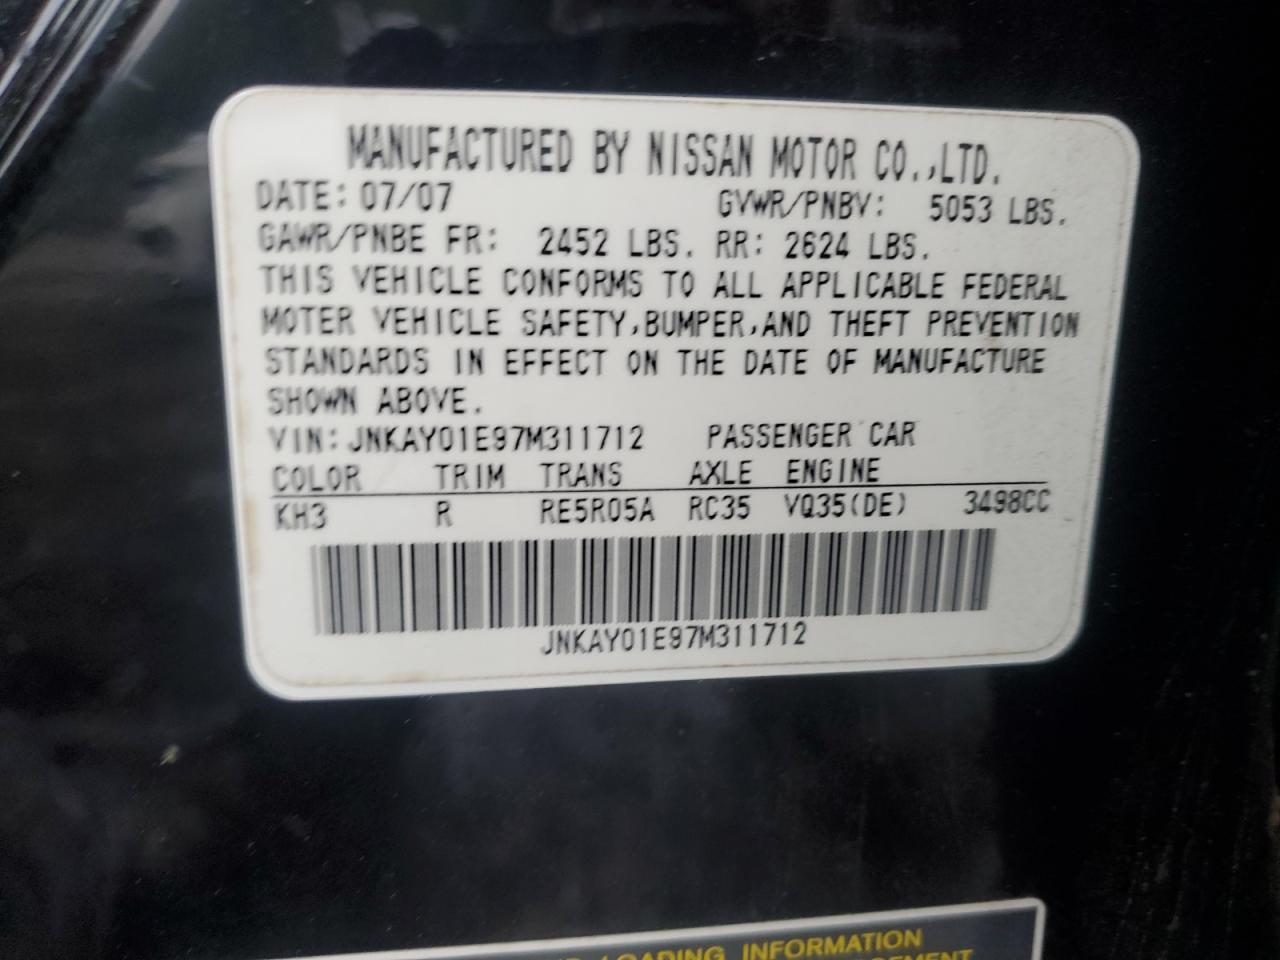 MANUFACTURED BY NISSAN MOTOR CO.,LTD.
DATE: 07/07 GVWR/PNBV: 5053 LBS.
GAWR/PNBE FR: 2452 LBS. RR: 2624 LBS.
THIS VEHICLE CONFORMS TO ALL APPLICABLE FEDERAL
MOTER VEHICLE SAFETY,BUMPER,AND THEFT PREVENTION
STANDARDS IN EFFECT ON THE DATE OF MANUFACTURE
SHOWN ABOVE.
VIN: JNKAY01E97M311712 PASSENGER CAR
COLOR TRIM TRANS AXLE ENGINE
KH3 R RE5R05A RC35 VQ35(DE) 3498CC
JNKAY01E97M311712
LOADING INFORMATION